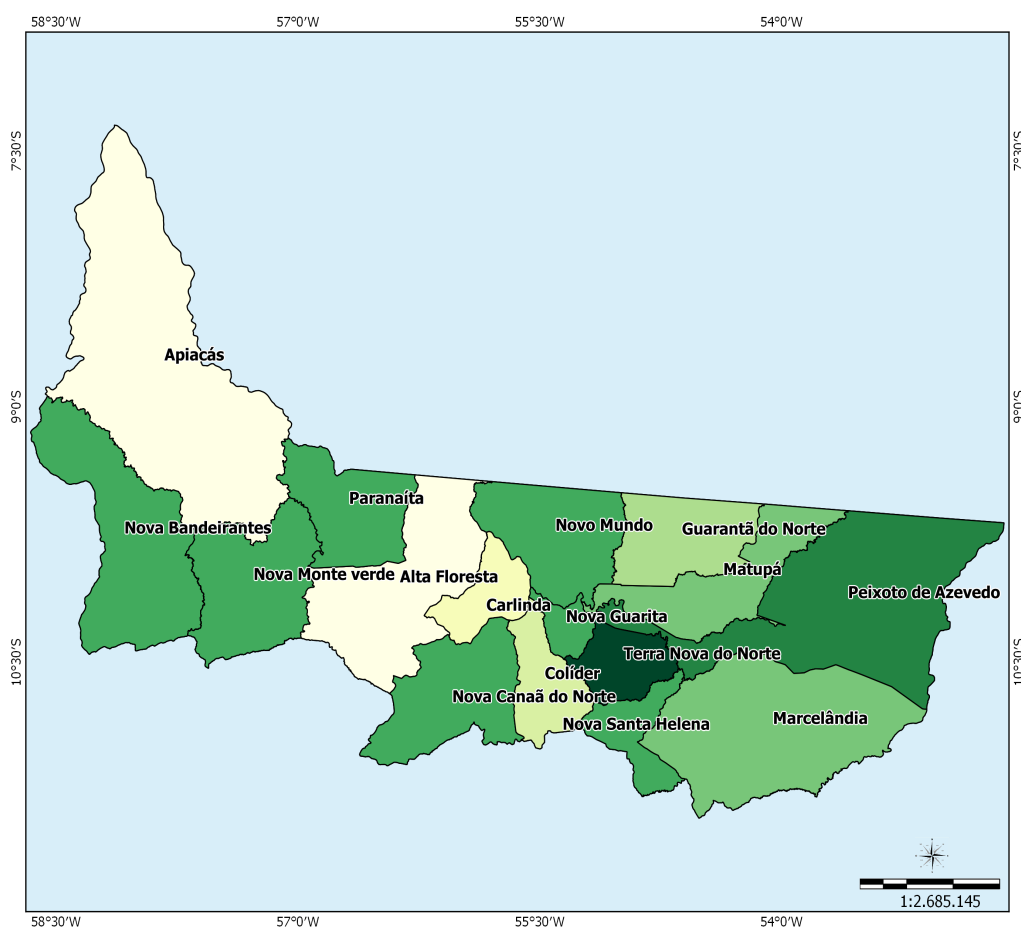 58°30'W 57°0'W 55°30'W 54°0'W
7°30'S 7°30'S
Apiacás
9°0'S 9°0'S
Paranaíta
Nova Bandeirantes Novo Mundo Guarantã do Norte
Matupá
Nova Monte verde Alta Floresta
Peixoto de Azevedo
Carlinda
Nova Guarita
10°30'S Terra Nova do Norte 10°30'S
Colíder
Nova Canaã do Norte
Nova Santa Helena Marcelândia
1:2.685.145
58°30'W 57°0'W 55°30'W 54°0'W